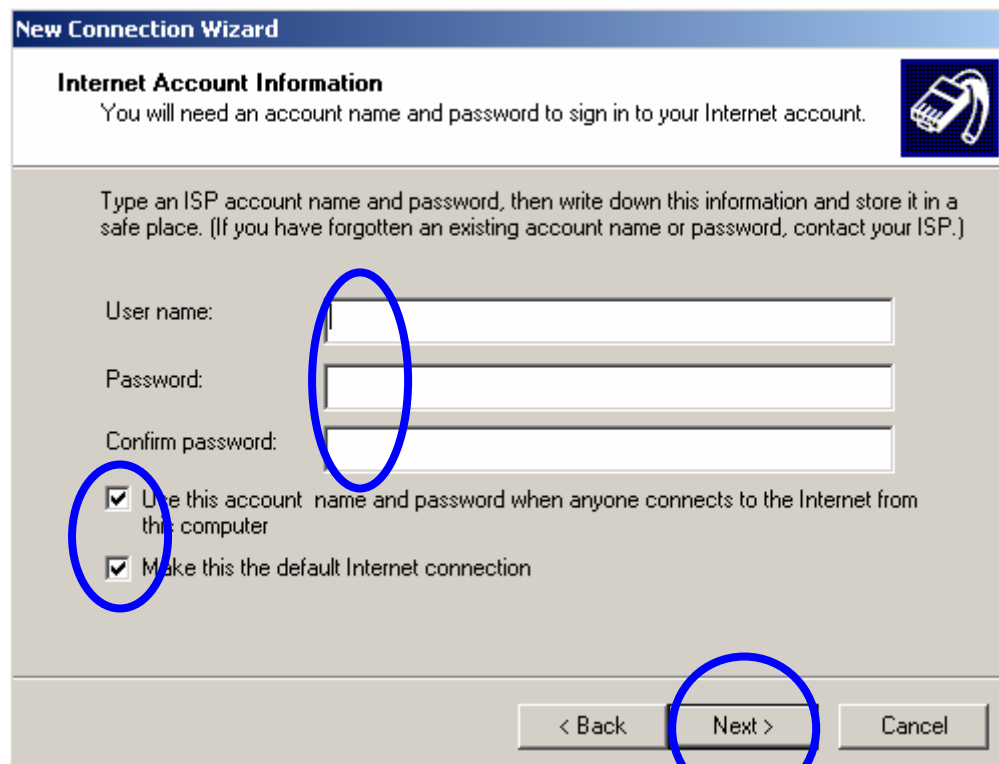 New Connection Wizard
Internet Account Information
You will need an account name and password to sign in to your Internet account.
Type an ISP account name and password, then write down this information and store it in a
safe place. (If you have forgotten an existing account name or password, contact your ISP.)
User name:
Password:
Confirm password:
Use this account name and password when anyone connects to the Internet from
this computer
Make this the default Internet connection
< Back Next > Cancel